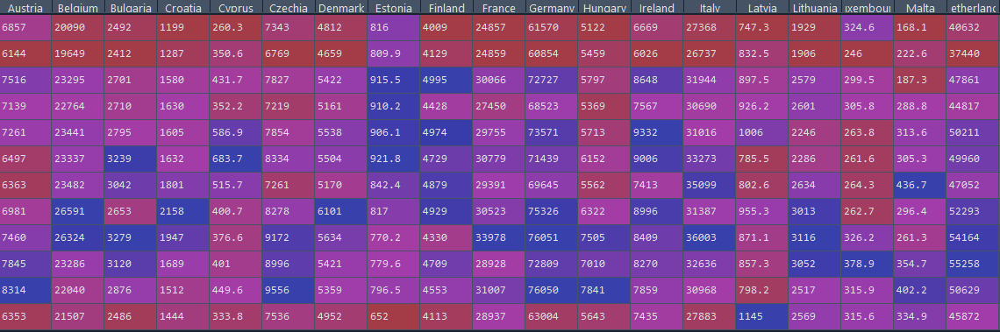 Austria Belgium Bulgaria Croatia Cyprus Czechia Denmark Estonia Finland France Germany Hungary Ireland Italy Latvia Lithuania uxembour Malta etherland
6857 20090 2492 1199 260.3 7343 4812 816 4009 24857 61570 5122 6669 27368 747.3 1929 324.6 168.1 40632
6144 19649 2412 1287 350.6 6769 4659 809.9 4129 24859 60854 5459 6026 26737 832.5 1906 246 222.6 37440
7516 23295 2701 1580 431.7 7827 5422 915.5 4995 30066 72727 5797 8648 31944 897.5 2579 299.5 187.3 47861
7139 22764 2710 1630 352.2 7219 5161 910.2 4428 27450 68523 5369 7567 30690 926.2 2601 305.8 288.8 44817
7261 23441 2795 1605 586.9 7854 5538 906.1 4974 29755 73571 5713 9332 31016 1006 2246 263.8 313.6 50211
6497 23337 3239 1632 683.7 8334 5504 921.8 4729 30779 71439 6152 9006 33273 785.5 2286 261.6 305.3 49960
6363 23482 3042 1801 515.7 7261 5170 842.4 4879 29391 69645 5562 7413 35099 802.6 2634 264.3 436.7 47052
6981 26591 2653 2158 400.7 8278 6101 817 4929 30523 75326 6322 8996 31387 955.3 3013 262.7 296.4 52293
7460 26324 3279 1947 376.6 9172 5634 770.2 4330 33978 76051 7505 8409 36003 871.1 3116 326.2 261.3 54164
7845 23286 3120 1689 401 8996 5421 779.6 4709 28928 72809 7010 8270 32636 857.3 3052 378.9 354.7 55258
8314 22040 2876 1512 449.6 9556 5359 796.5 4553 31007 76050 7841 7859 30968 798.2 2517 315.9 402.2 50629
6353 21507 2486 1444 333.8 7536 4952 652 4113 28937 63004 5643 7435 27883 1145 2569 315.6 334.9 45872